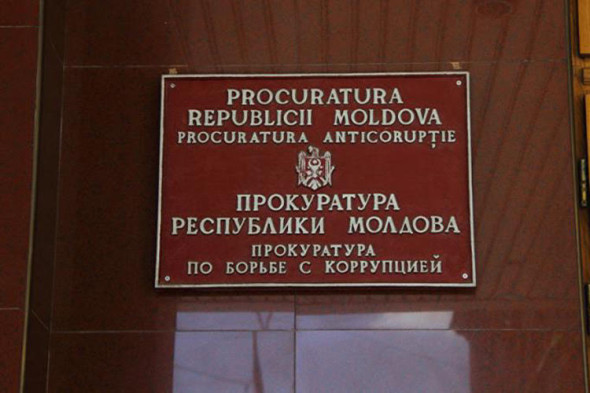 PROCURATURA
REPUBLICII MOLDOVA
PROCURATURA ANTICORUPȚIE
ПРОКУРАТУРА
РЕСПУБЛИКИ МОЛДОВА
ПРОКУРАТУРА
ПО БОРЬБЕ С КОРРУПЦИЕЙ